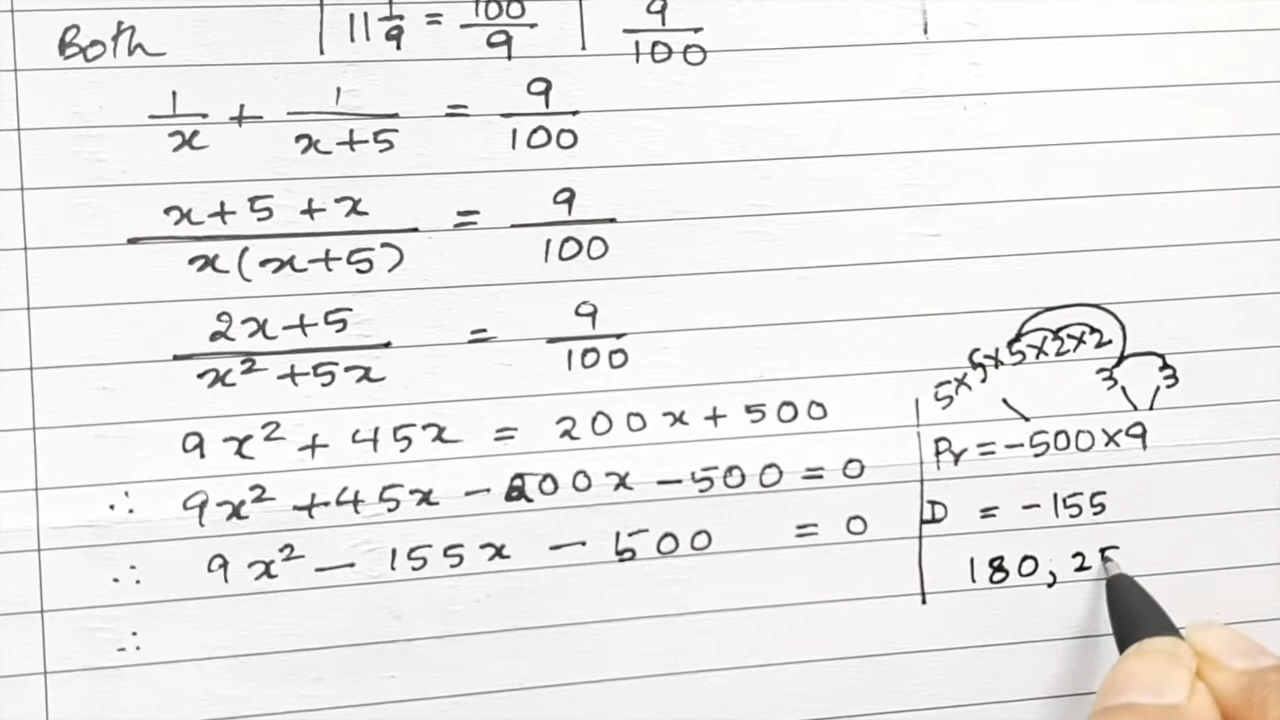 Both | 11 1/9 = 100/9 | 9/100 |
1/x + 1/x+5 = 9/100
x+5+x / x(x+5) = 9/100
2x+5 / x²+5x = 9/100
9x² + 45x = 200x + 500
∴ 9x² + 45x - 200x - 500 = 0
∴ 9x² - 155x - 500 = 0
∴
5×5×5×2×2 3 3
Pr = -500×9
D = -155
180, 25